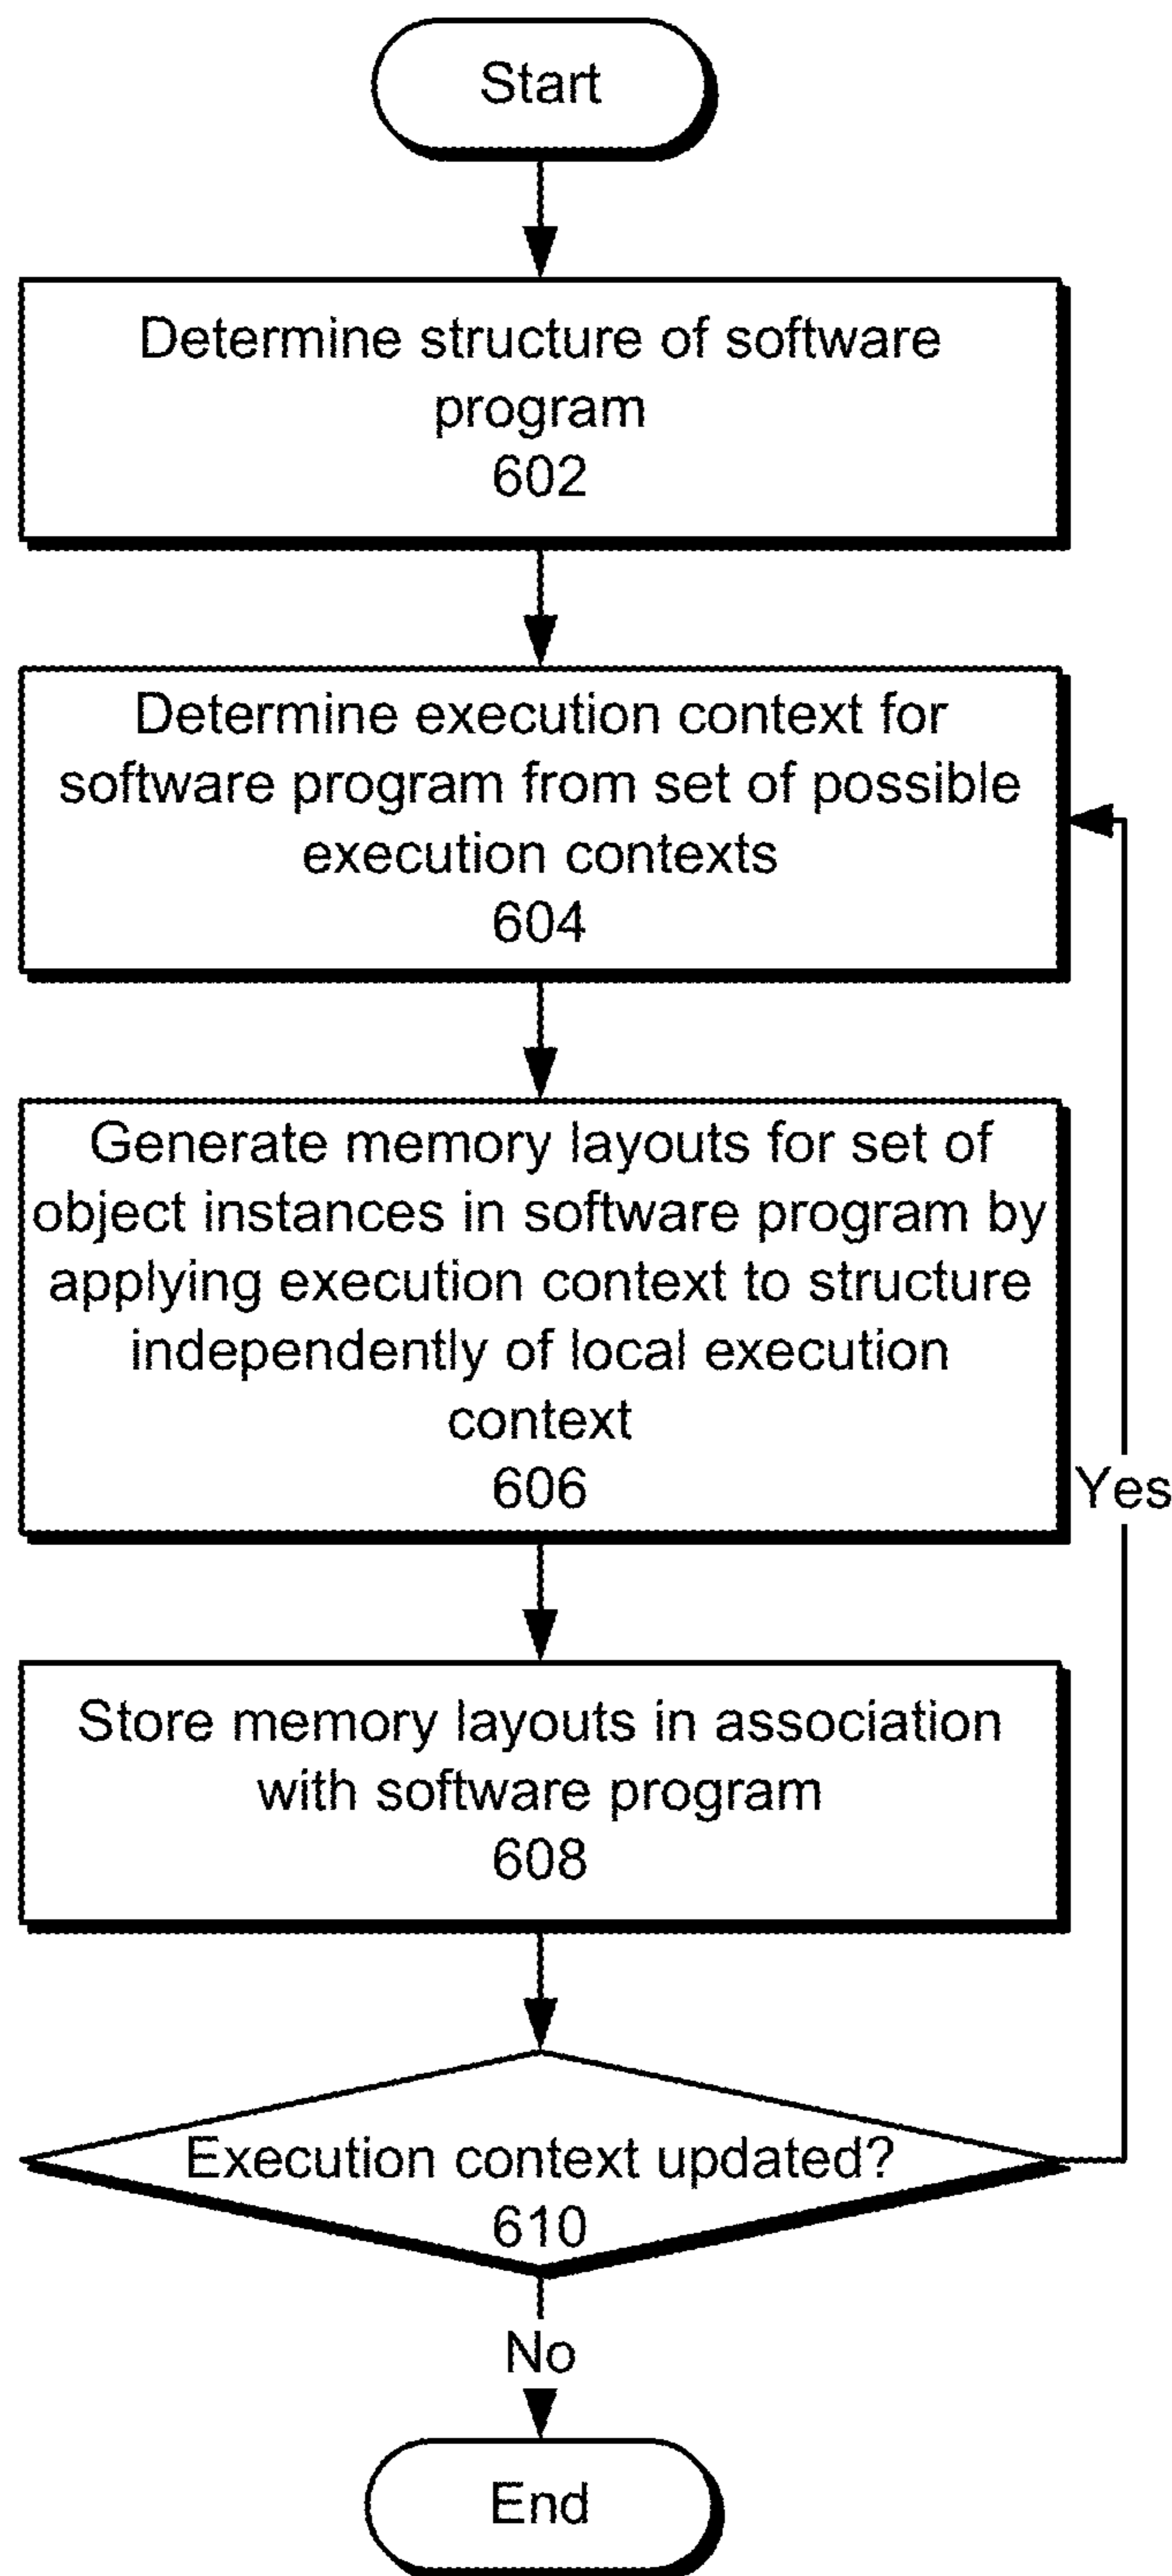 Start
Determine structure of software
program
602
Determine execution context for
software program from set of possible
execution contexts
604
Generate memory layouts for set of
object instances in software program by
applying execution context to structure
independently of local execution
context
606
Yes
Store memory layouts in association
with software program
608
Execution context updated?
610
No
End